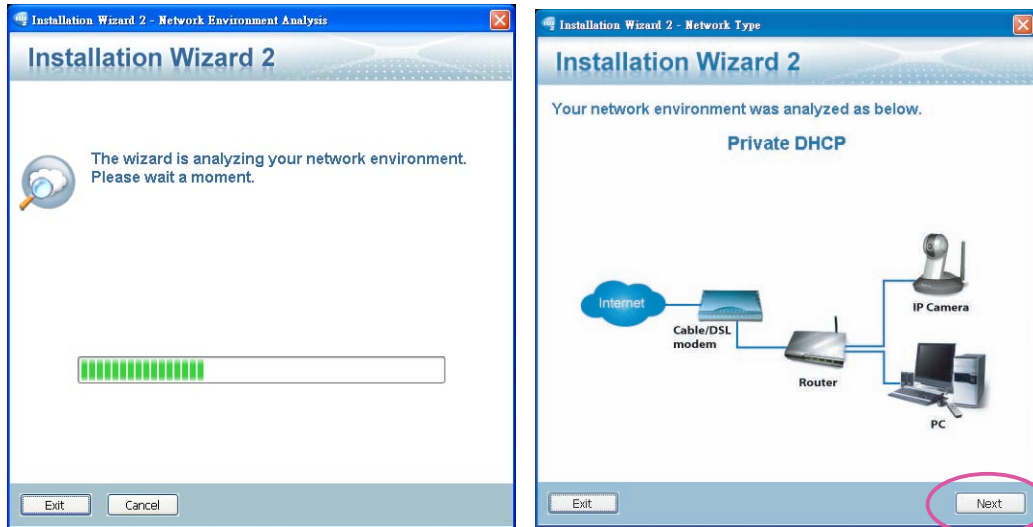 Installation Wizard 2 - Network Environment Analysis
Installation Wizard 2
The wizard is analyzing your network environment.
Please wait a moment.
Exit
Cancel
Installation Wizard 2 - Network Type
Installation Wizard 2
Your network environment was analyzed as below.
Private DHCP
Internet
Cable/DSL
modem
Router
IP Camera
PC
Exit
Next